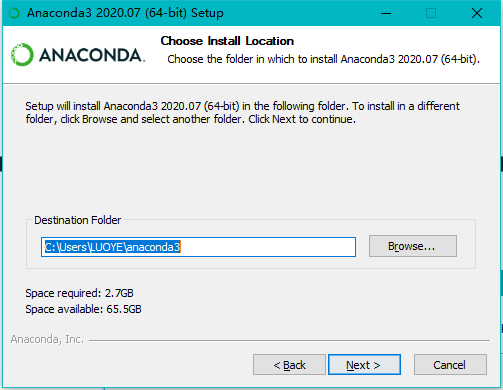 Anaconda3 2020.07 (64-bit) Setup
ANACONDA.
Choose Install Location
Choose the folder in which to install Anaconda3 2020.07 (64-bit).
Setup will install Anaconda3 2020.07 (64-bit) in the following folder. To install in a different
folder, click Browse and select another folder. Click Next to continue.
Destination Folder
C:\Users\LUOYE\anaconda3
Browse...
Space required: 2.7GB
Space available: 65.5GB
Anaconda, Inc.
< Back
Next >
Cancel